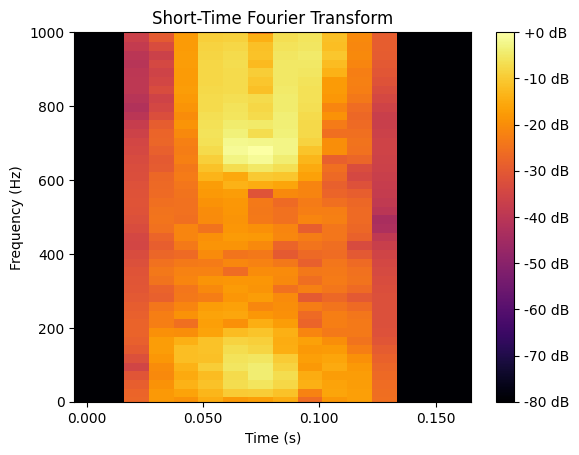 Short-Time Fourier Transform
1000
800
600
400
200
0
Frequency (Hz)
0.000
0.050
0.100
0.150
Time (s)
+0 dB
-10 dB
-20 dB
-30 dB
-40 dB
-50 dB
-60 dB
-70 dB
-80 dB